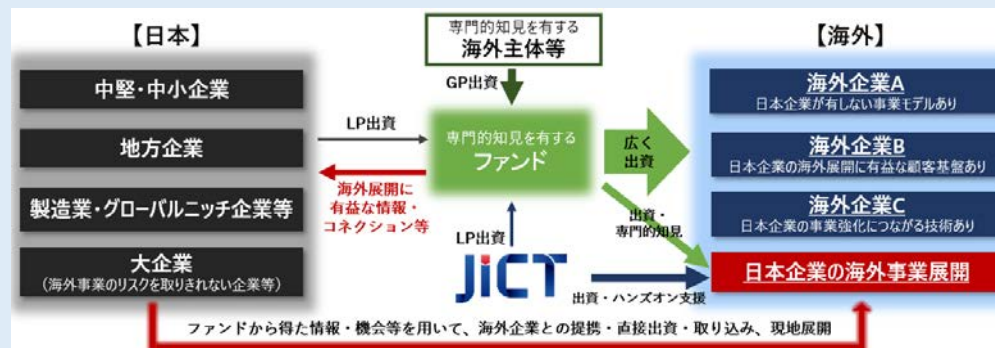 【日本】
中堅・中小企業
地方企業
製造業・グローバルニッチ企業等
大企業
(海外事業のリスクを取りきれない企業等)
専門的知見を有する
海外主体等
GP出資
LP出資
専門的知見を有する
ファンド
海外展開に
有益な情報・
コネクション等
LP出資
JICT
広く
出資
出資・
専門的知見
出資・ハンズオン支援
【海外】
海外企業A
日本企業が有しない事業モデルあり
海外企業B
日本企業の海外展開に有益な顧客基盤あり
海外企業C
日本企業の事業強化につながる技術あり
日本企業の海外事業展開
ファンドから得た情報・機会等を用いて、海外企業との提携・直接出資・取り込み、現地展開